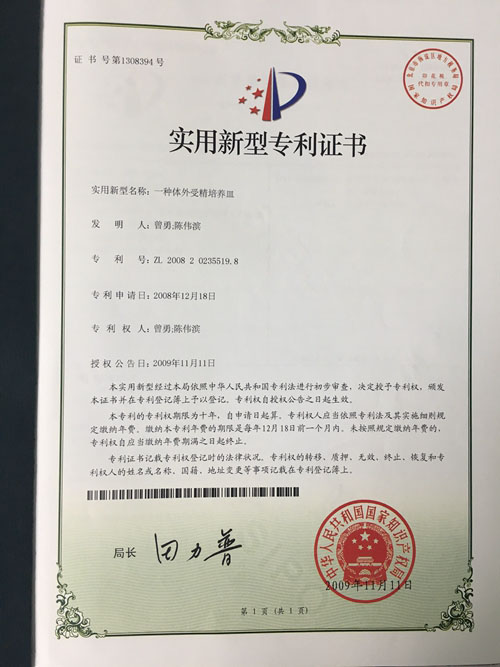 证书号第1308394号
实用新型专利证书
实用新型名称：一种体外受精培养皿
发明人：曾勇;陈伟滨
专利号：ZL 2008 2 0235519.8
专利申请日：2008年12月18日
专利权人：曾勇;陈伟滨
授权公告日：2009年11月11日
本实用新型经过本局依照中华人民共和国专利法进行初步审查，决定授予专利权，颁发
本证书并在专利登记簿上予以登记。专利权自授权公告之日起生效。
本专利的专利权期限为十年，自申请日起算。专利权人应当依照专利法及其实施细则规
定缴纳年费。缴纳本专利年费的期限是每年12月18日前一个月内。未按照规定缴纳年费的，
专利权自应当缴纳年费期满之日起终止。
专利证书记载专利权登记时的法律状况。专利权的转移、质押、无效、终止、恢复和专
利权人的姓名或名称、国籍、地址变更等事项记载在专利登记簿上。
局长 田力普
中华人民共和国国家知识产权局
2009年11月11日
第 1 页 (共 1 页)